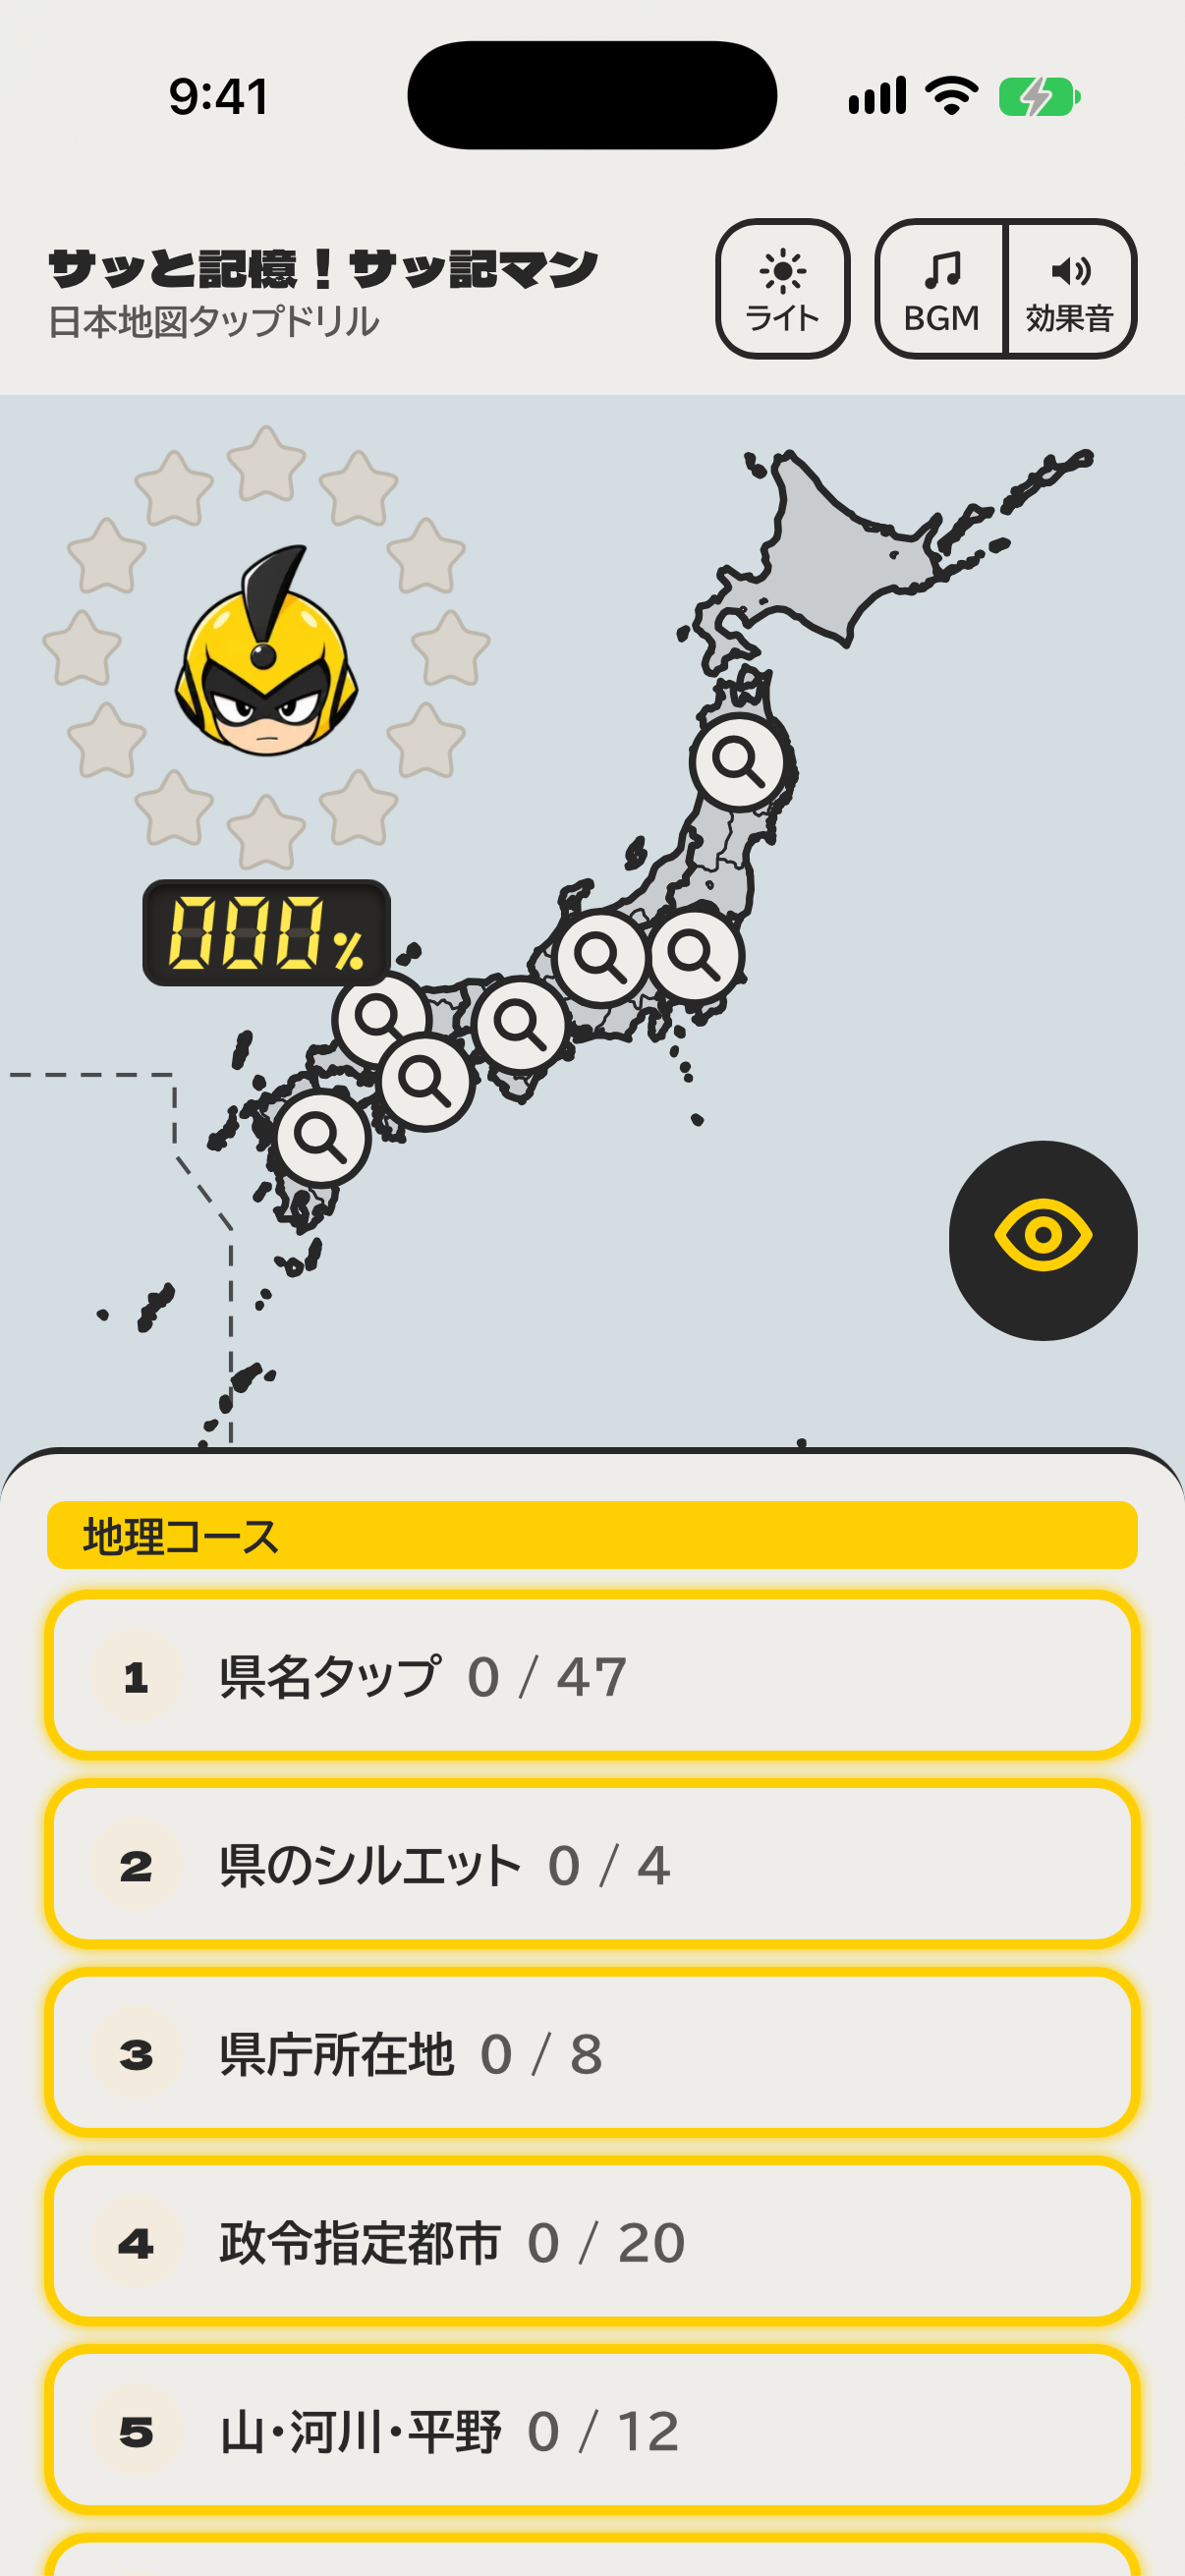 9:41
サッと記憶！サッ記マン
日本地図タップドリル
ライト
BGM
効果音
000%
地理コース
1 県名タップ 0 / 47
2 県のシルエット 0 / 4
3 県庁所在地 0 / 8
4 政令指定都市 0 / 20
5 山・河川・平野 0 / 12